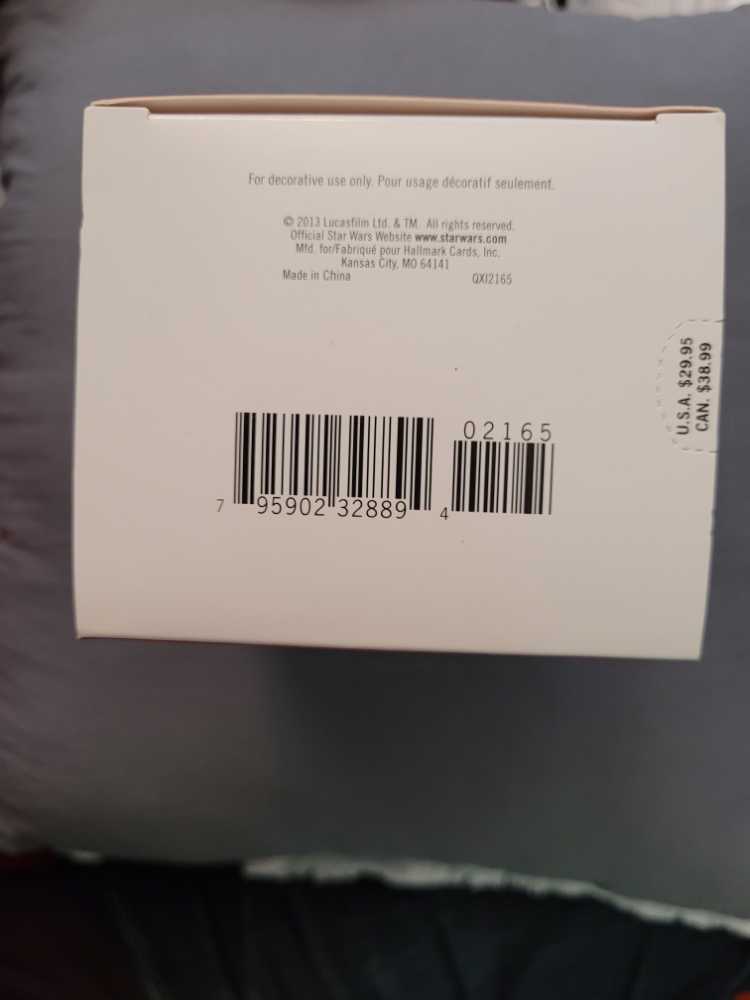 For decorative use only. Pour usage décoratif seulement.
© 2013 Lucasfilm Ltd. & TM. All rights reserved.
Official Star Wars Website www.starwars.com
Mfd. for/Fabriqué pour Hallmark Cards, Inc.
Kansas City, MO 64141
Made in China QXI2165
U.S.A. $29.95
CAN. $38.99
02165
7 95902 32889 4